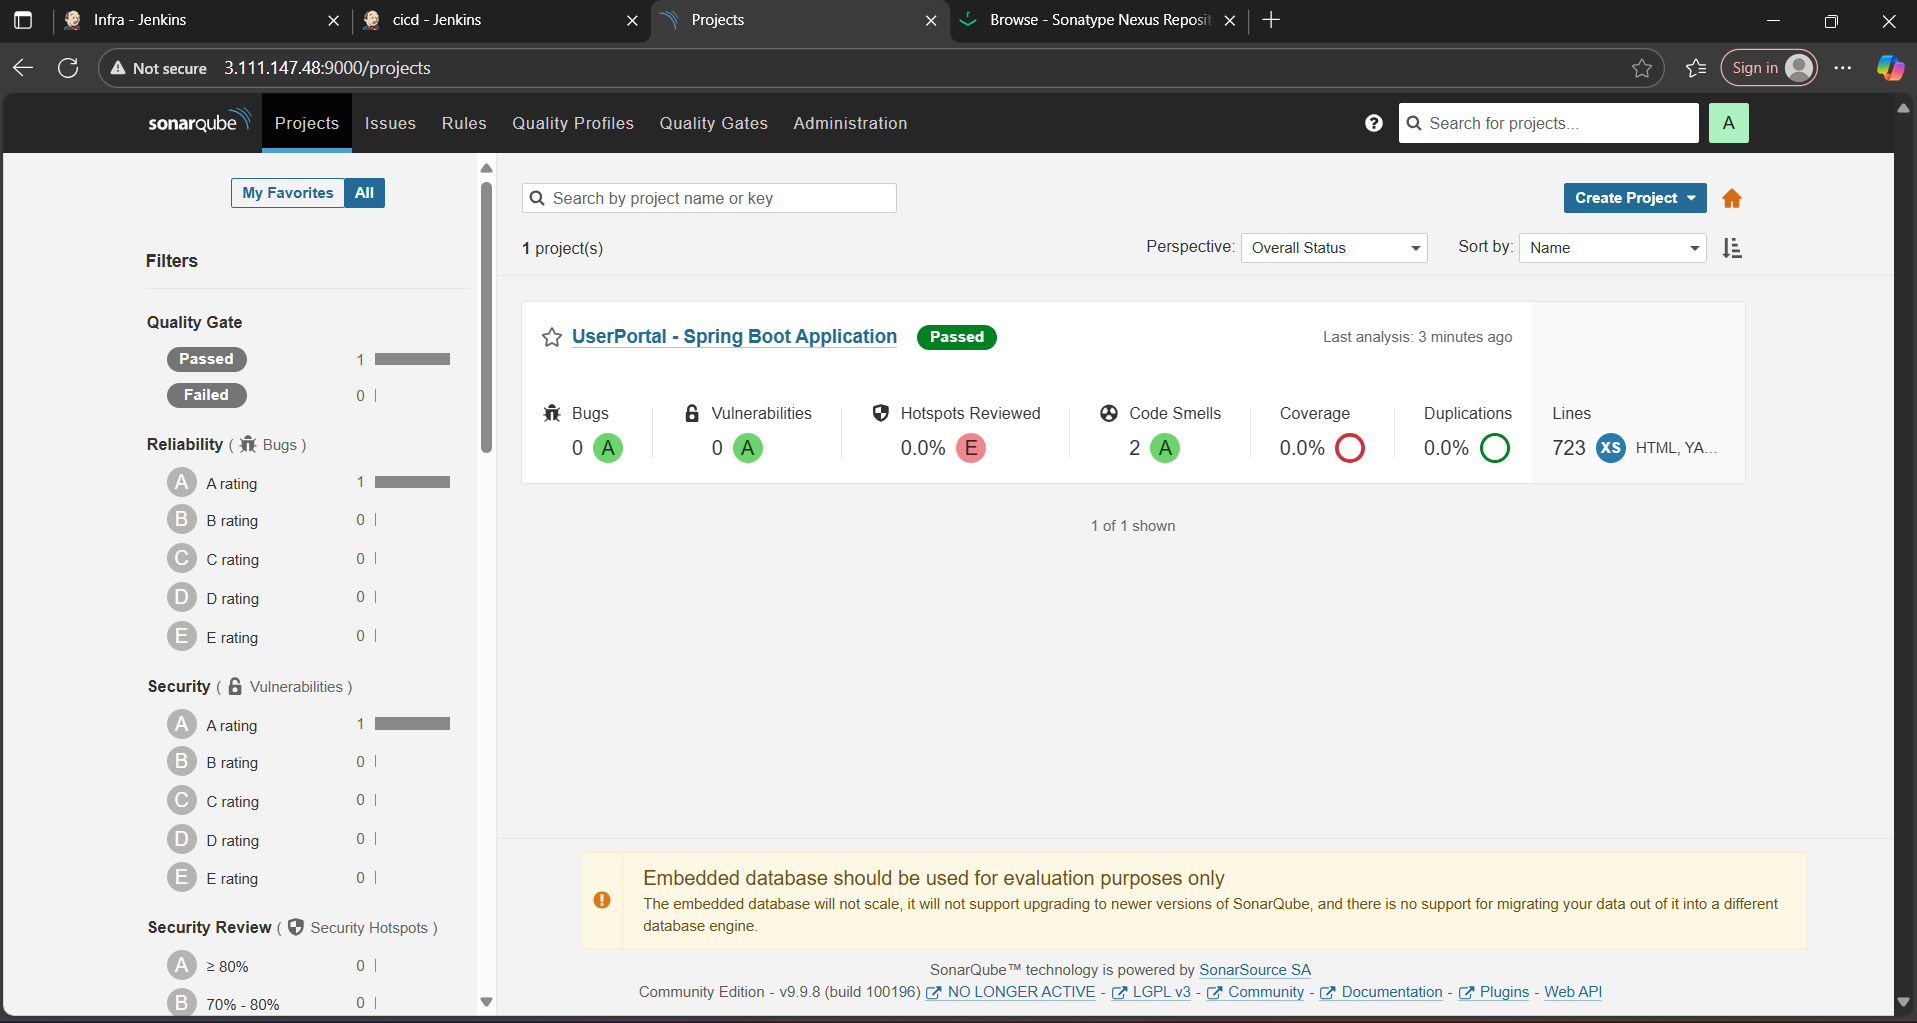 Infra - Jenkins
cicd - Jenkins
Projects
Browse - Sonatype Nexus Reposit
Not secure 3.111.147.48:9000/projects
Sign in
sonarqube
Projects Issues Rules Quality Profiles Quality Gates Administration
Search for projects...
A
My Favorites All
Filters
Quality Gate
Passed 1
Failed 0
Reliability ( Bugs )
A A rating 1
B B rating 0
C C rating 0
D D rating 0
E E rating 0
Security ( Vulnerabilities )
A A rating 1
B B rating 0
C C rating 0
D D rating 0
E E rating 0
Security Review ( Security Hotspots )
A ≥ 80% 0
B 70% - 80% 0
Search by project name or key
Create Project
1 project(s)
Perspective: Overall Status
Sort by: Name
UserPortal - Spring Boot Application Passed
Last analysis: 3 minutes ago
Bugs Vulnerabilities Hotspots Reviewed Code Smells Coverage Duplications Lines
0 A 0 A 0.0% E 2 A 0.0% 0.0% 723 XS HTML, YA...
1 of 1 shown
Embedded database should be used for evaluation purposes only
The embedded database will not scale, it will not support upgrading to newer versions of SonarQube, and there is no support for migrating your data out of it into a different
database engine.
SonarQube™ technology is powered by SonarSource SA
Community Edition - v9.9.8 (build 100196) NO LONGER ACTIVE - LGPL v3 - Community - Documentation - Plugins - Web API